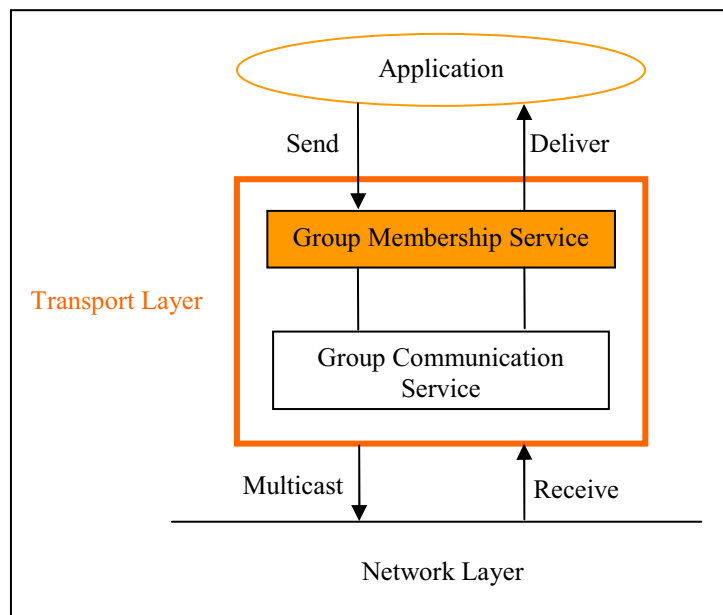 Application
Send
Deliver
Group Membership Service
Transport Layer
Group Communication
Service
Multicast
Receive
Network Layer